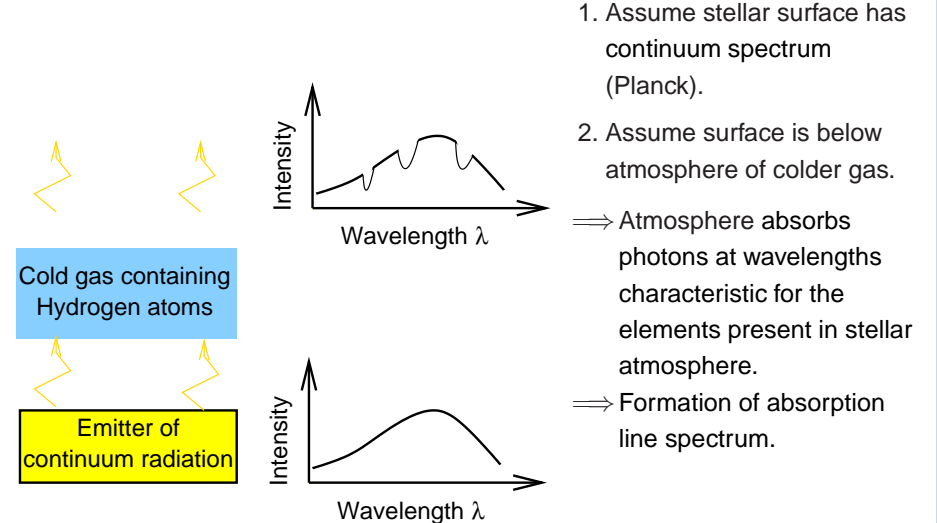 Intensity
Wavelength λ
Cold gas containing
Hydrogen atoms
Emitter of
continuum radiation
Intensity
Wavelength λ
1. Assume stellar surface has
continuum spectrum
(Planck).
2. Assume surface is below
atmosphere of colder gas.
⟹ Atmosphere absorbs
photons at wavelengths
characteristic for the
elements present in stellar
atmosphere.
⟹ Formation of absorption
line spectrum.